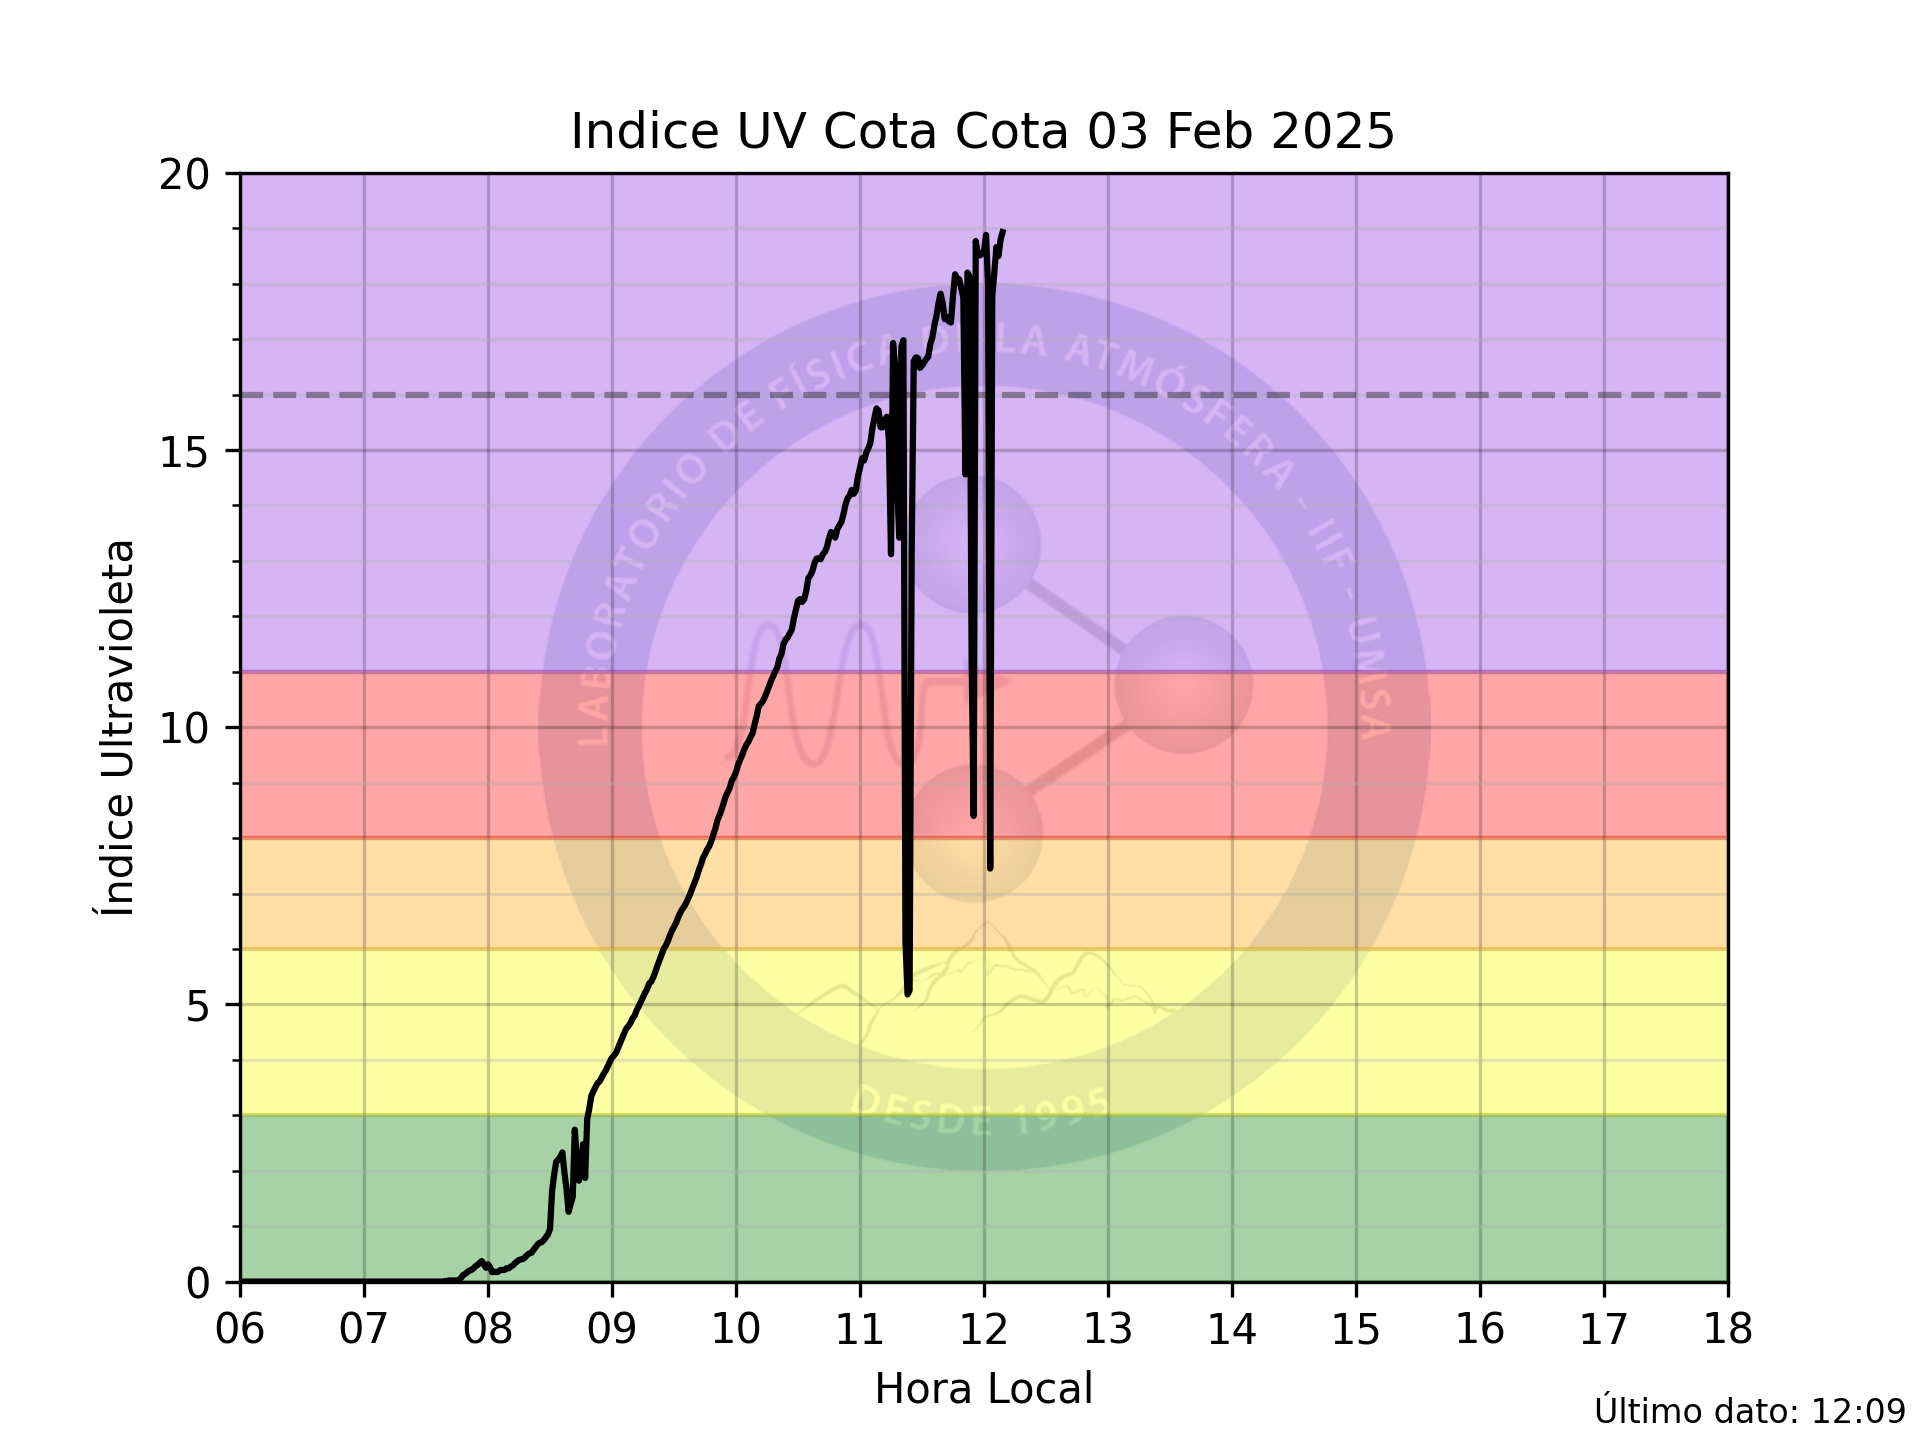 Indice UV Cota Cota 03 Feb 2025
20
15
10
5
0
Índice Ultravioleta
LABORATORIO DE FÍSICA DE LA ATMÓSFERA - IIF - UMSA
DESDE 1995
06 07 08 09 10 11 12 13 14 15 16 17 18
Hora Local
Último dato: 12:09